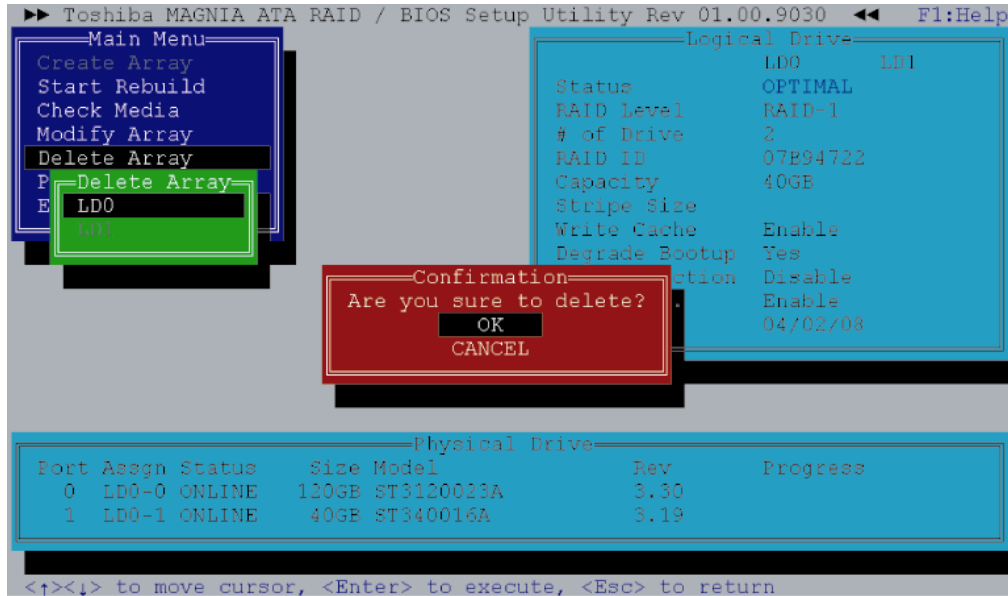 ►► Toshiba MAGNIA ATA RAID / BIOS Setup Utility Rev 01.00.9030 ◄◄ F1:Help
Main Menu
Create Array
Start Rebuild
Check Media
Modify Array
Delete Array
P
E
Delete Array
LD0
LD1
Logical Drive
LD0 LD1
Status OPTIMAL
RAID Level RAID-1
# of Drive 2
RAID ID 07B94722
Capacity 40GB
Stripe Size
Write Cache Enable
Degrade Bootup Yes
ction Disable
. Enable
04/02/08
Confirmation
Are you sure to delete?
OK
CANCEL
Physical Drive
Port Assgn Status Size Model Rev Progress
0 LD0-0 ONLINE 120GB ST3120023A 3.30
1 LD0-1 ONLINE 40GB ST340016A 3.19
<↑><↓> to move cursor, <Enter> to execute, <Esc> to return